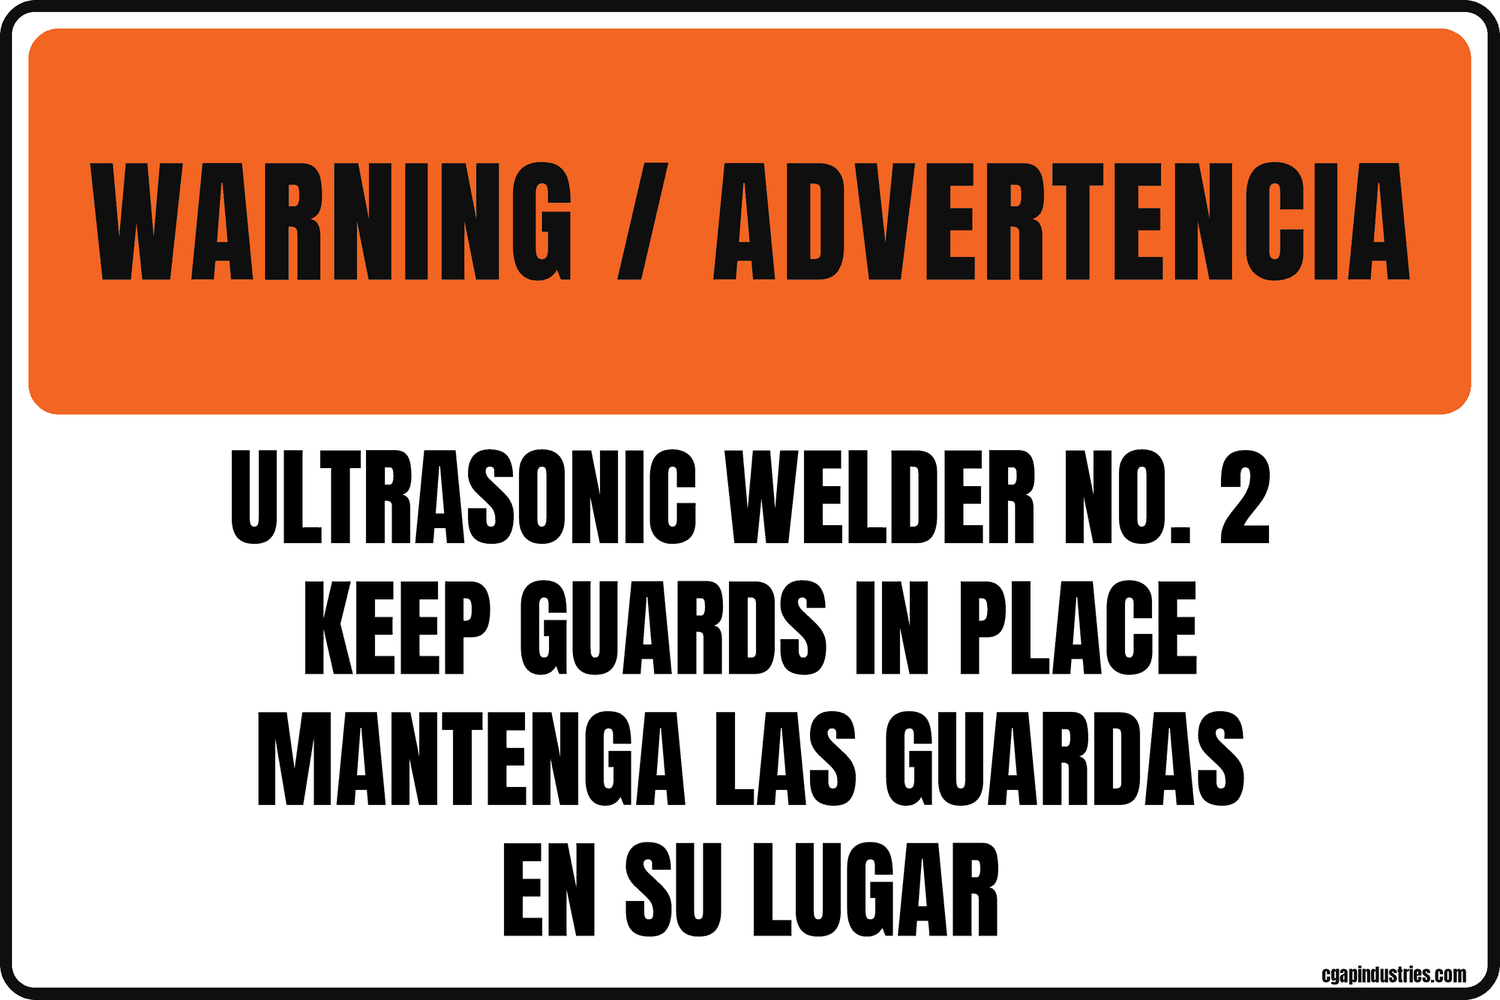 WARNING / ADVERTENCIA
ULTRASONIC WELDER NO. 2
KEEP GUARDS IN PLACE
MANTENGA LAS GUARDAS
EN SU LUGAR
cgapindustries.com